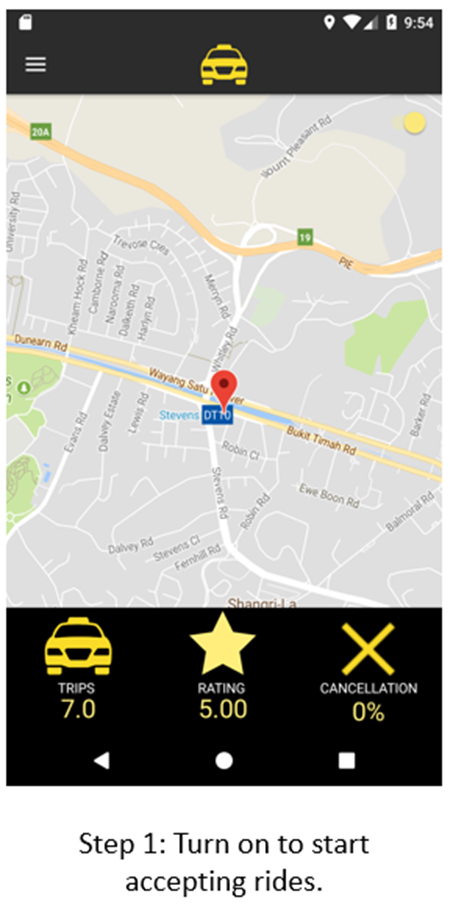 9:54
20A
Mount Pleasant Rd
University Rd
19
PIE
Trevose Cres
Kheam Hock Rd
Camborne Rd
Narooma Rd
Dalkeith Rd
Harlyn Rd
Merryn Rd
Whitley Rd
Dunearn Rd
Wayang Satu
Stevens
DT10
Bukit Timah Rd
Evans Rd
Dalvey Estate
Lewis Rd
Barker Rd
Robin Cl
Stevens Rd
Robin Rd
Ewe Boon Rd
Balmoral Rd
Dalvey Rd
Stevens Cl
Fernhill Rd
Shangri-La
TRIPS
7.0
RATING
5.00
CANCELLATION
0%
Step 1: Turn on to start
accepting rides.